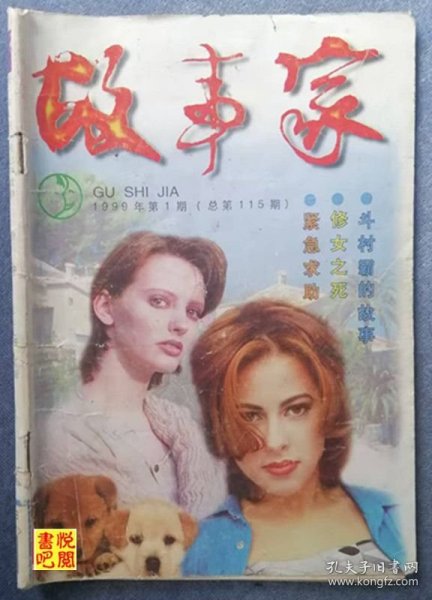 故事家
GU SHI JIA
1999年第1期（总第115期）
斗村霸的故事
修女之死
紧急求助
悦阅
書吧
孔夫子旧书网
www.kongfz.com